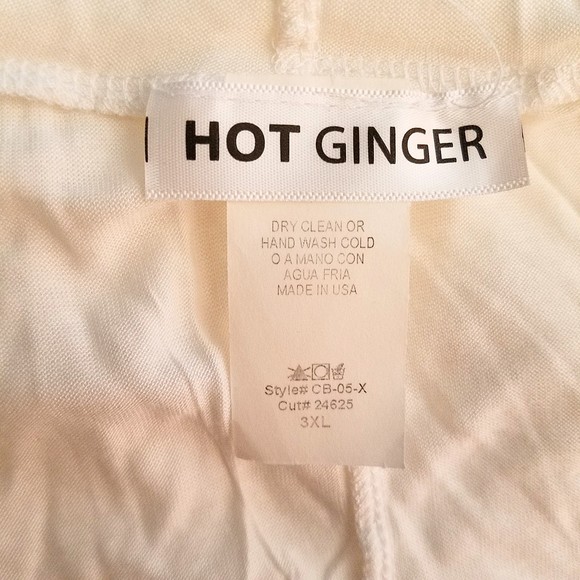 HOT GINGER
DRY CLEAN OR
HAND WASH COLD
O A MANO CON
AGUA FRIA
MADE IN USA
Style# CB-05-X
Cut# 24625
3XL